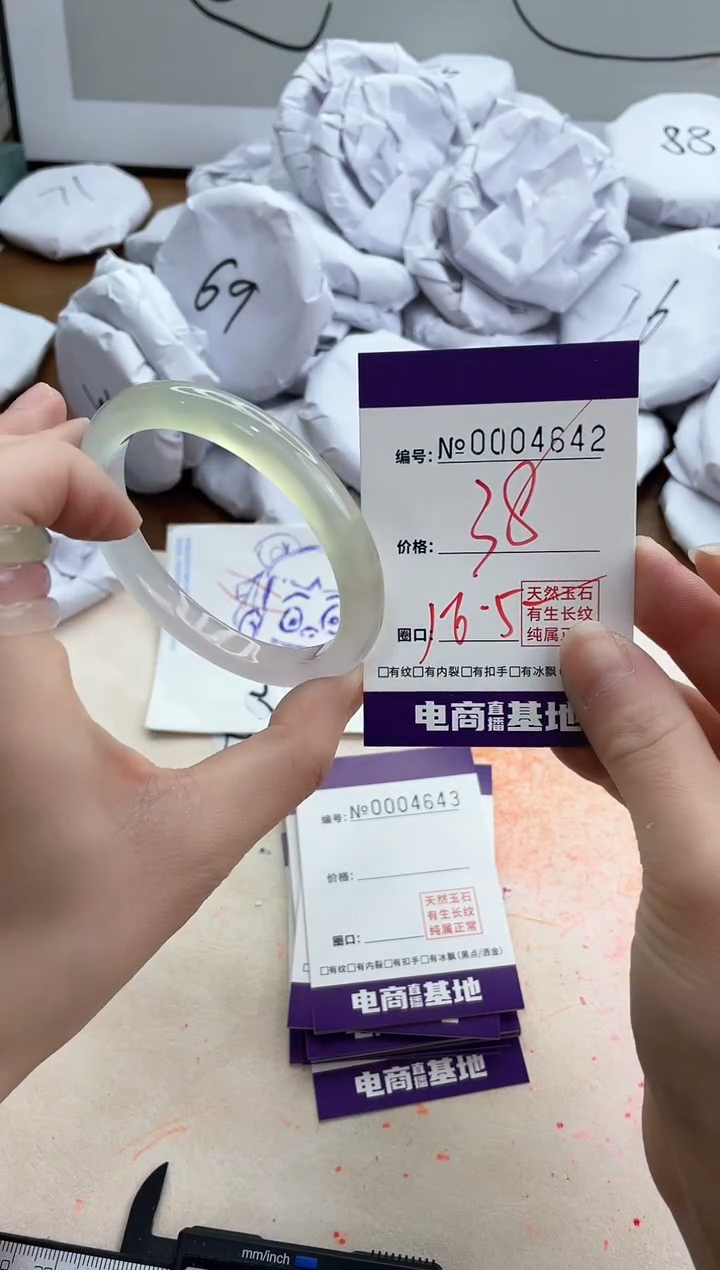 71
69
88
76
编号: №0004642
价格: 38
圈口: 16.5
天然玉石
有生长纹
纯属正
□有纹□有内裂□有扣手□有冰飘
电商直播基地
编号: №0004643
价格:
圈口:
天然玉石
有生长纹
纯属正常
□有纹□有内裂□有扣手□有冰飘(黑点/洒金)
电商直播基地
电商直播基地
mm/inch